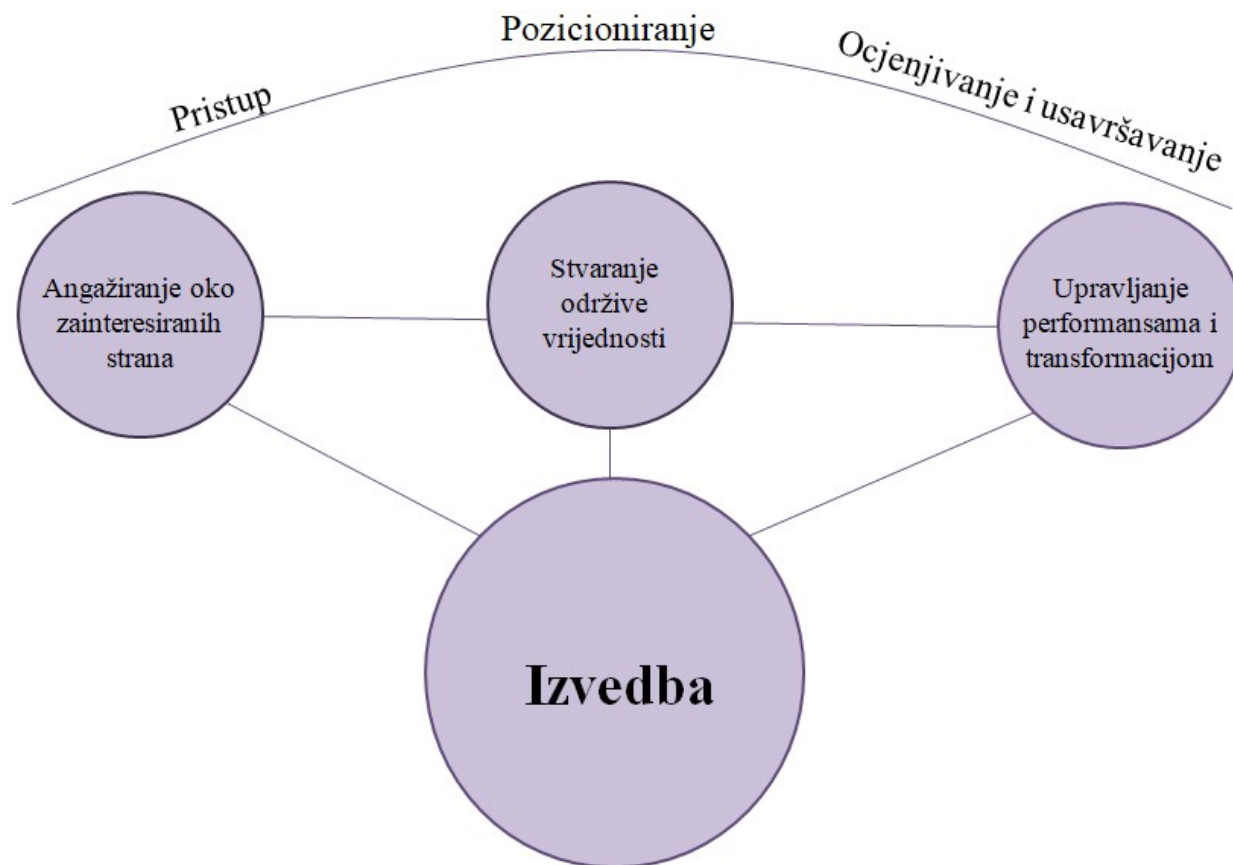 Pozicioniranje
Pristup
Ocjenjivanje i usavršavanje
Angažiranje oko
zainteresiranih
strana
Stvaranje
održive
vrijednosti
Upravljanje
performansama i
transformacijom
Izvedba